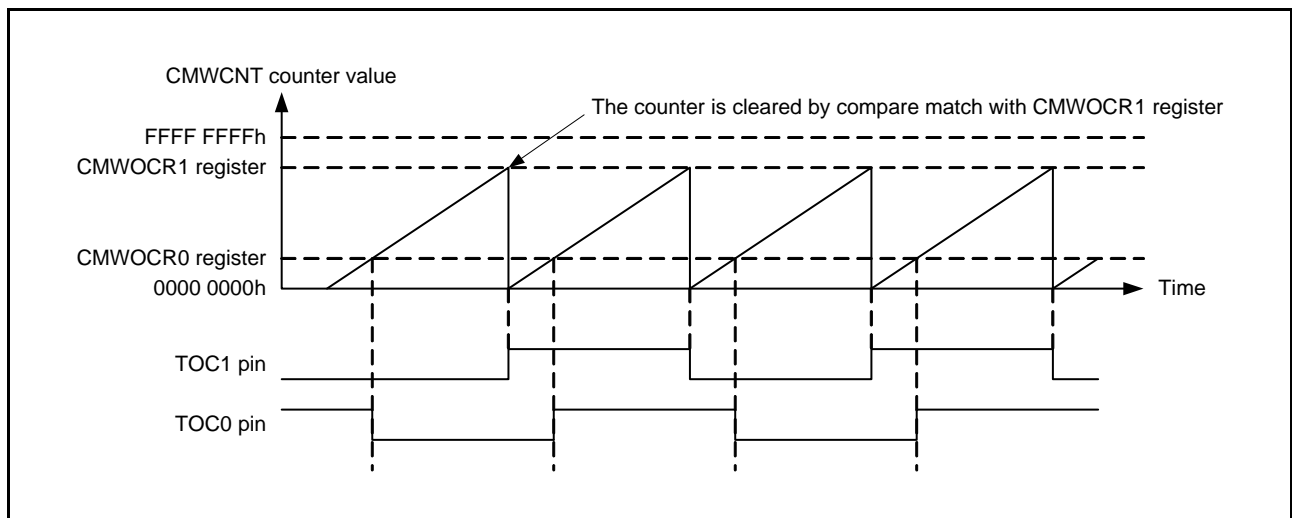 CMWCNT counter value
The counter is cleared by compare match with CMWOCR1 register
FFFF FFFFh
CMWOCR1 register
CMWOCR0 register
0000 0000h
Time
TOC1 pin
TOC0 pin